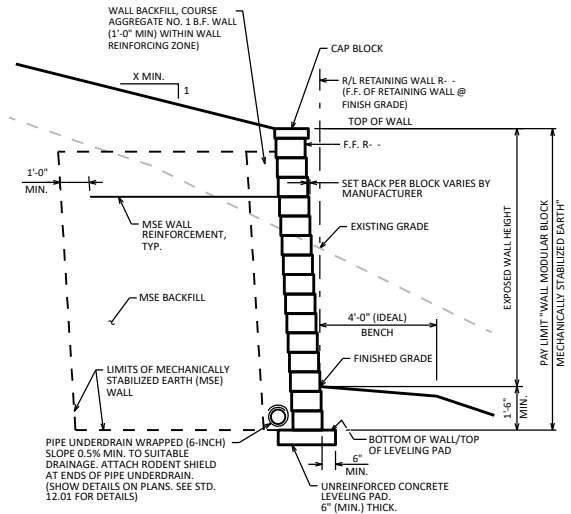 WALL BACKFILL, COURSE
AGGREGATE NO. 1 B.F. WALL
(1'-0" MIN) WITHIN WALL
REINFORCING ZONE)
CAP BLOCK
X MIN.
1
R/L RETAINING WALL R- -
(F.F. OF RETAINING WALL @
FINISH GRADE)
TOP OF WALL
F.F. R- -
1'-0"
MIN.
SET BACK PER BLOCK VARIES BY
MANUFACTURER
MSE WALL
REINFORCEMENT,
TYP.
EXISTING GRADE
EXPOSED WALL HEIGHT
PAY LIMIT "WALL MODULAR BLOCK
MECHANICALLY STABILIZED EARTH"
MSE BACKFILL
4'-0" (IDEAL)
BENCH
FINISHED GRADE
LIMITS OF MECHANICALLY
STABILIZED EARTH (MSE)
WALL
1'-6"
MIN.
PIPE UNDERDRAIN WRAPPED (6-INCH)
SLOPE 0.5% MIN. TO SUITABLE
DRAINAGE. ATTACH RODENT SHIELD
AT ENDS OF PIPE UNDERDRAIN.
(SHOW DETAILS ON PLANS. SEE STD.
12.01 FOR DETAILS)
BOTTOM OF WALL/TOP
OF LEVELING PAD
6"
MIN.
UNREINFORCED CONCRETE
LEVELING PAD.
6" (MIN.) THICK.